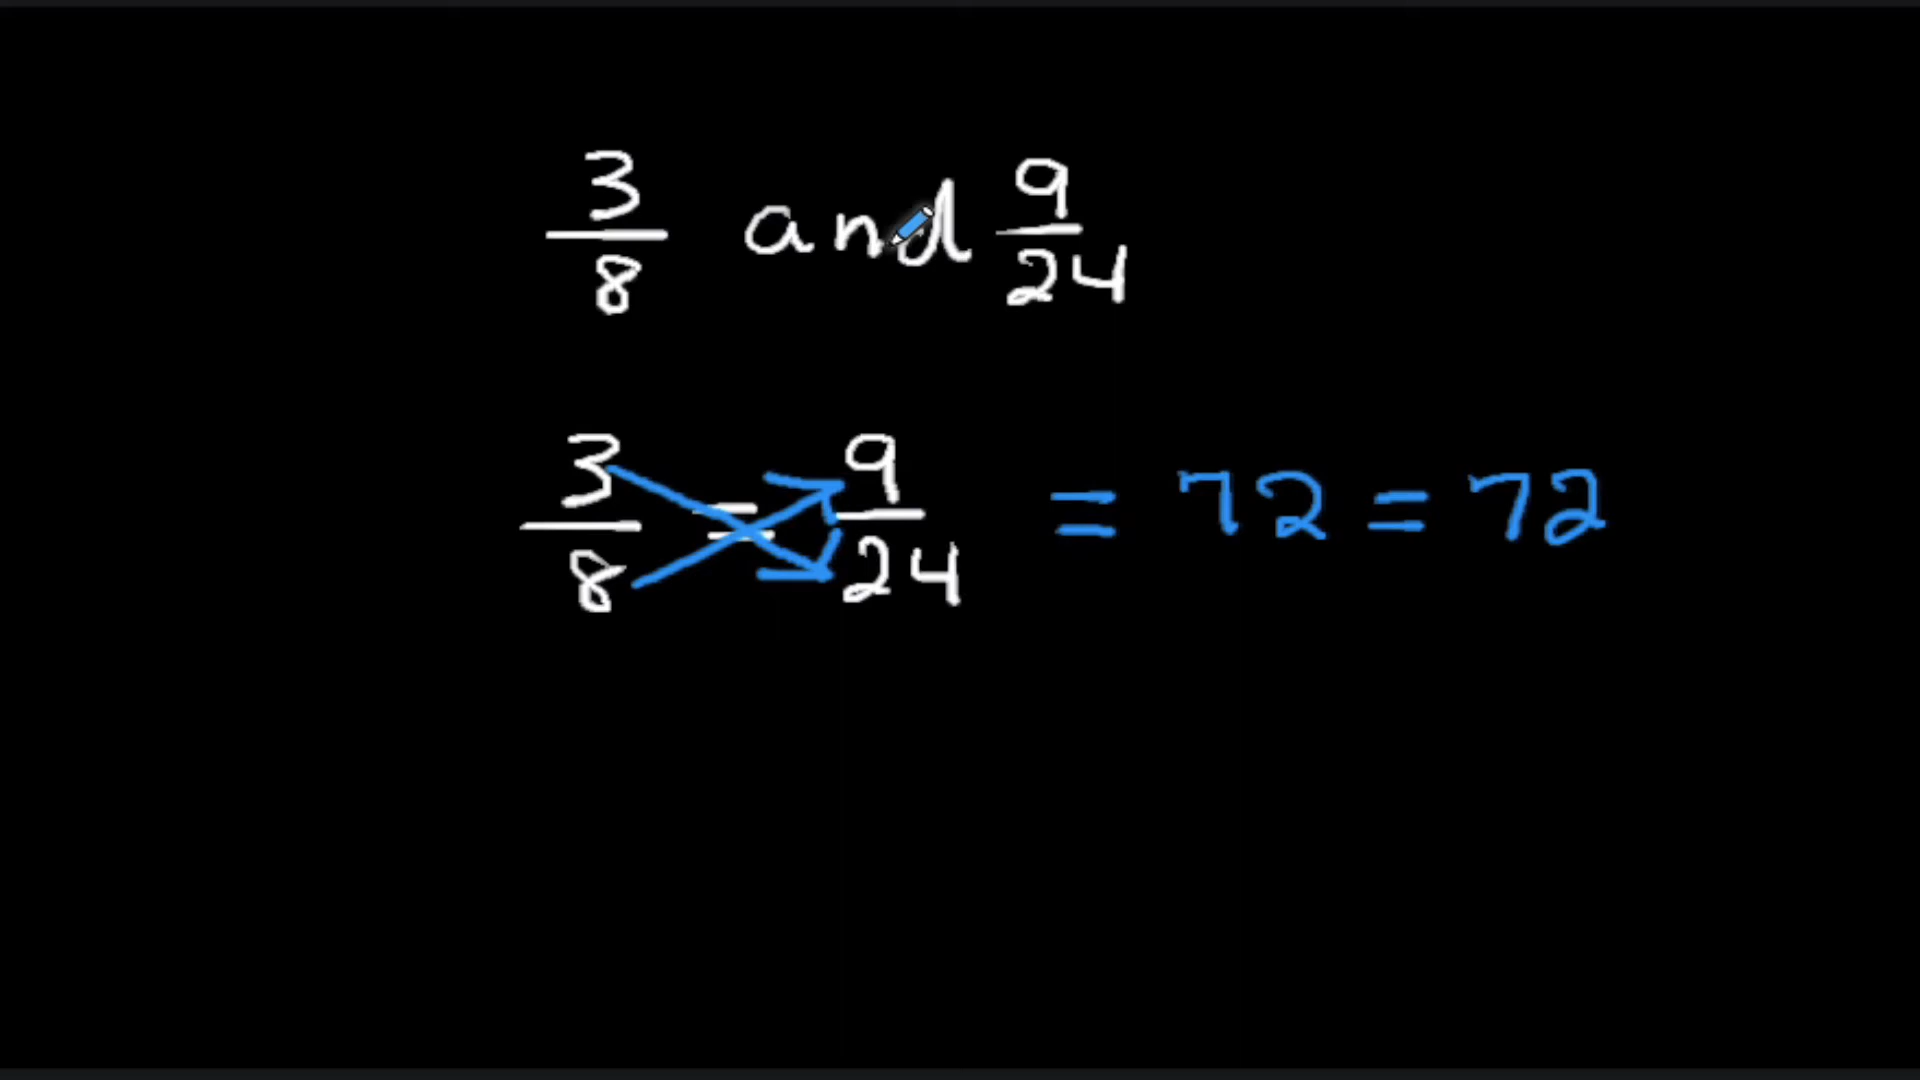 3/8 and 9/24
3/8 = 9/24 = 72 = 72